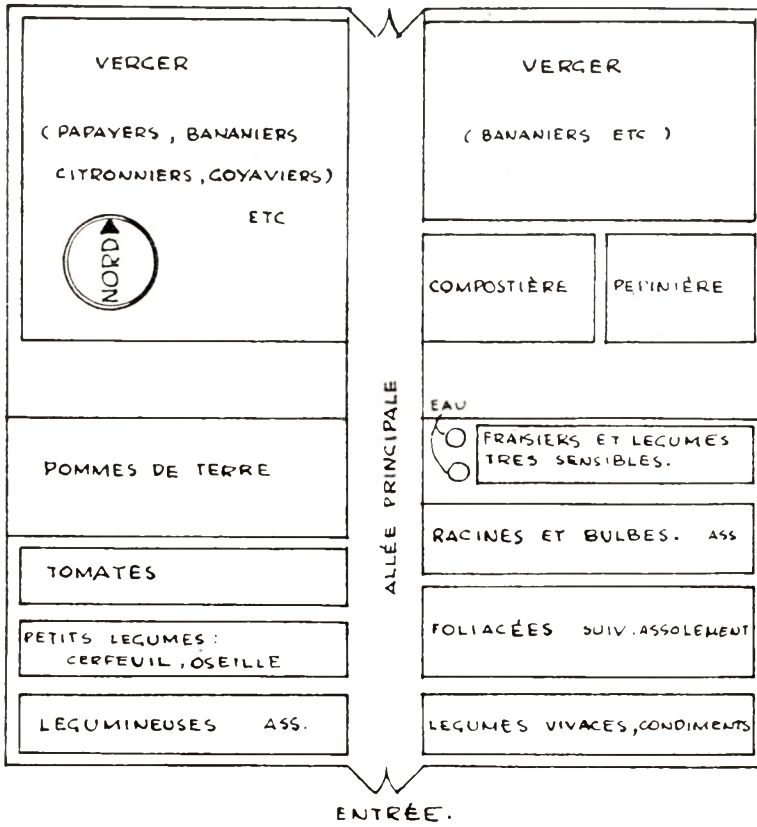 VERGER
( PAPAYERS , BANANIERS
CITRONNIERS , GOYAVIERS)
ETC
NORD
POMMES DE TERRE
TOMATES
PETITS LEGUMES :
CERFEUIL , OSEILLE
LEGUMINEUSES ASS.
ALLÉE PRINCIPALE
VERGER
( BANANIERS ETC )
COMPOSTIÈRE
PEPINIÉRE
EAU
FRAISIERS ET LEGUMES
TRES SENSIBLES.
RACINES ET BULBES. ASS
FOLIACÉES SUIV. ASSOLEMENT
LEGUMES VIVACES, CONDIMENTS
ENTRÉE.